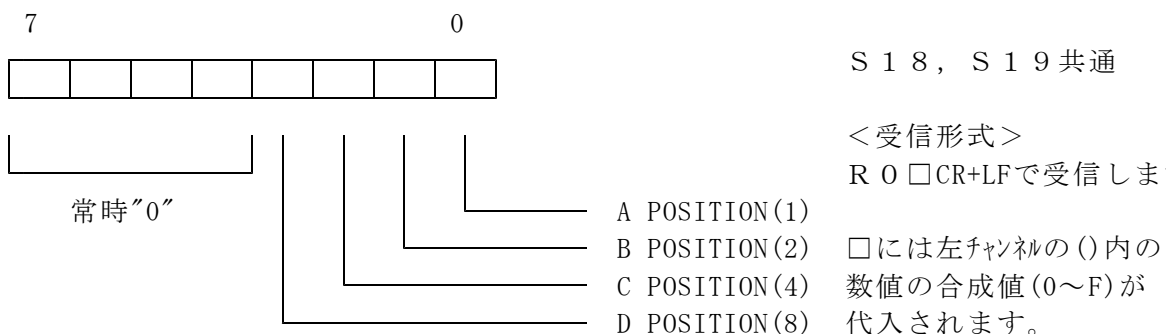 7 0
S18, S19共通
<受信形式>
R0□CR+LFで受信しま
常時"0"
A POSITION(1)
B POSITION(2) □には左ﾁｬﾝﾈﾙの()内の
C POSITION(4) 数値の合成値(0～F)が
D POSITION(8) 代入されます。